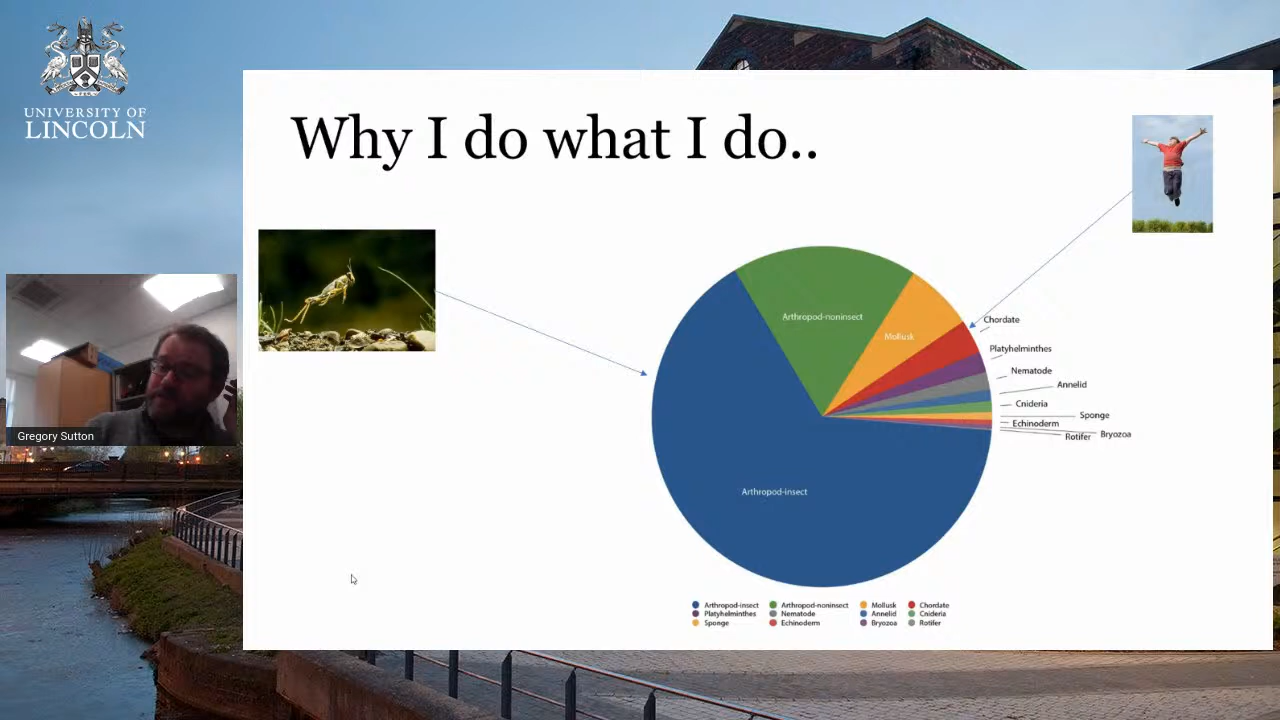 UNIVERSITY OF
LINCOLN
Why I do what I do..
Gregory Sutton
Arthropod-noninsect
Mollusk
Chordate
Platyhelminthes
Nematode
Annelid
Cnideria
Sponge
Echinoderm
Bryozoa
Rotifer
Arthropod-insect
Arthropod-insect Arthropod-noninsect Mollusk Chordate
Platyhelminthes Nematode Annelid Cnideria
Sponge Echinoderm Bryozoa Rotifer